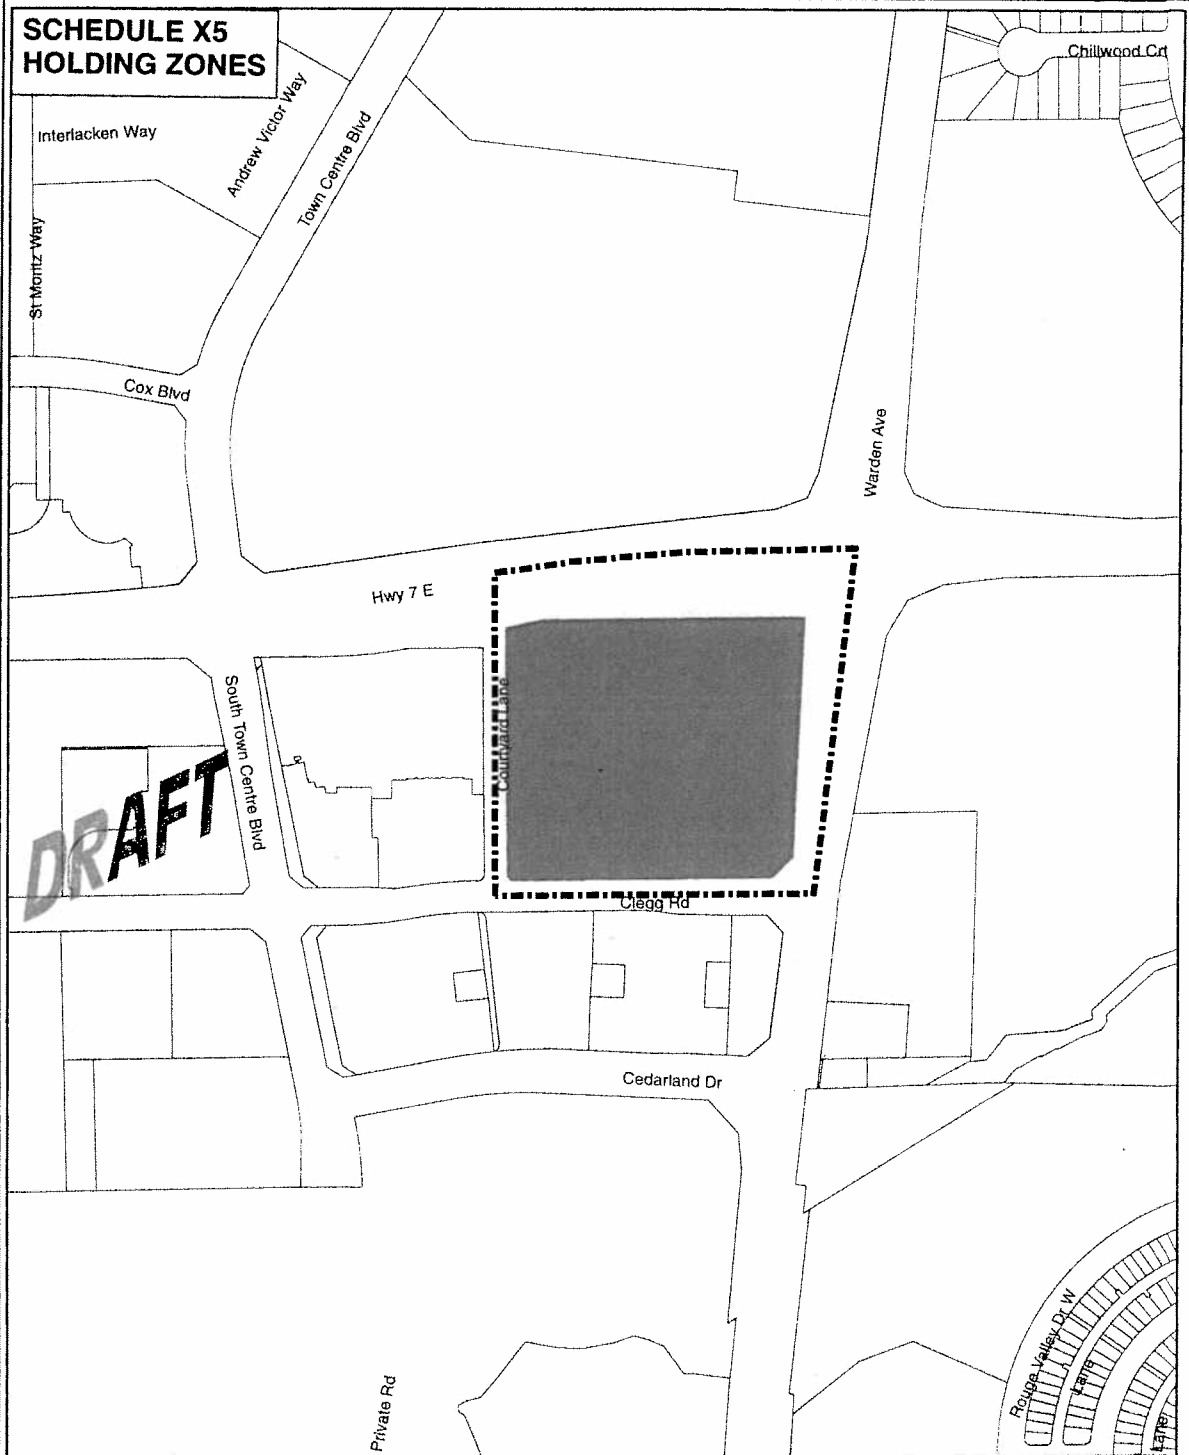 SCHEDULE X5
HOLDING ZONES
Chillwood Crt
Interlacken Way
Andrew Victor Way
Town Centre Blvd
St Moritz Way
Cox Blvd
Warden Ave
Hwy 7 E
Courtyard Lane
South Town Centre Blvd
DRAFT
Clegg Rd
Cedarland Dr
Rouge Valley Dr W
Lane
Lane
Private Rd